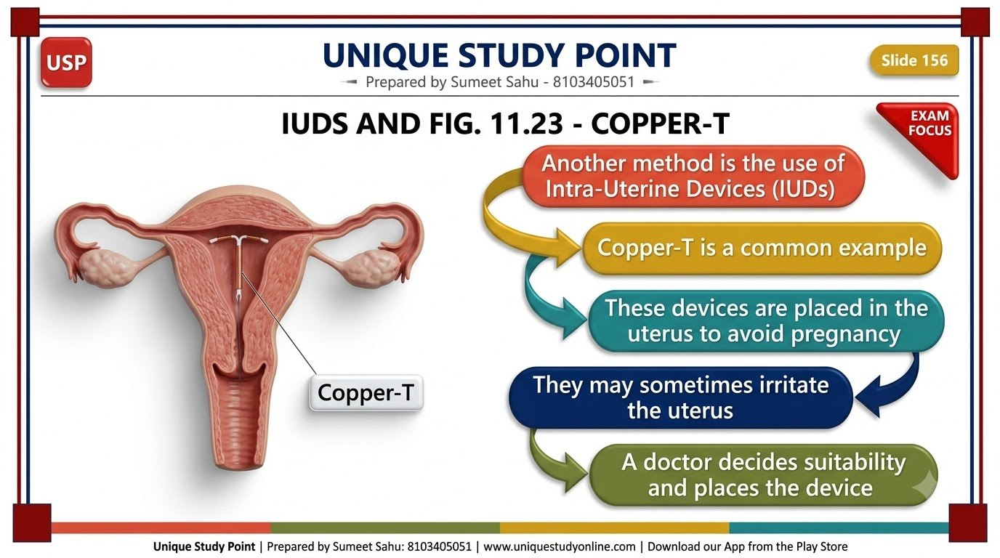 USP
UNIQUE STUDY POINT
Prepared by Sumeet Sahu - 8103405051
Slide 156
IUDS AND FIG. 11.23 - COPPER-T
EXAM
FOCUS
Another method is the use of
Intra-Uterine Devices (IUDs)
Copper-T is a common example
These devices are placed in the
uterus to avoid pregnancy
They may sometimes irritate
the uterus
A doctor decides suitability
and places the device
Copper-T
Unique Study Point | Prepared by Sumeet Sahu: 8103405051 | www.uniquestudyonline.com | Download our App from the Play Store